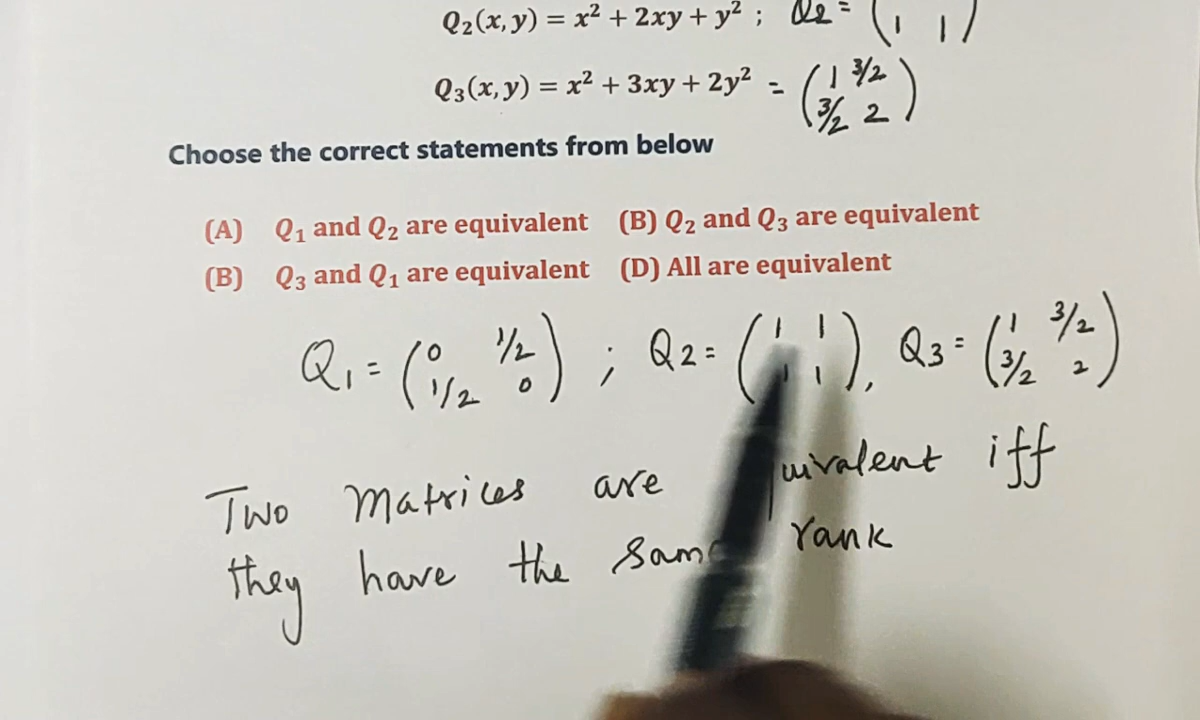 Q₂(x, y) = x² + 2xy + y² ; Q2 = (1 1)
Q₃(x, y) = x² + 3xy + 2y² = (1 3/2
3/2 2)
Choose the correct statements from below
(A) Q₁ and Q₂ are equivalent (B) Q₂ and Q₃ are equivalent
(B) Q₃ and Q₁ are equivalent (D) All are equivalent
Q₁ = (0 1/2 ; Q2 = (1 1 , Q3 = (1 3/2
1/2 0) 1 1) 3/2 2)
Two matrices are iff
they have the same rank